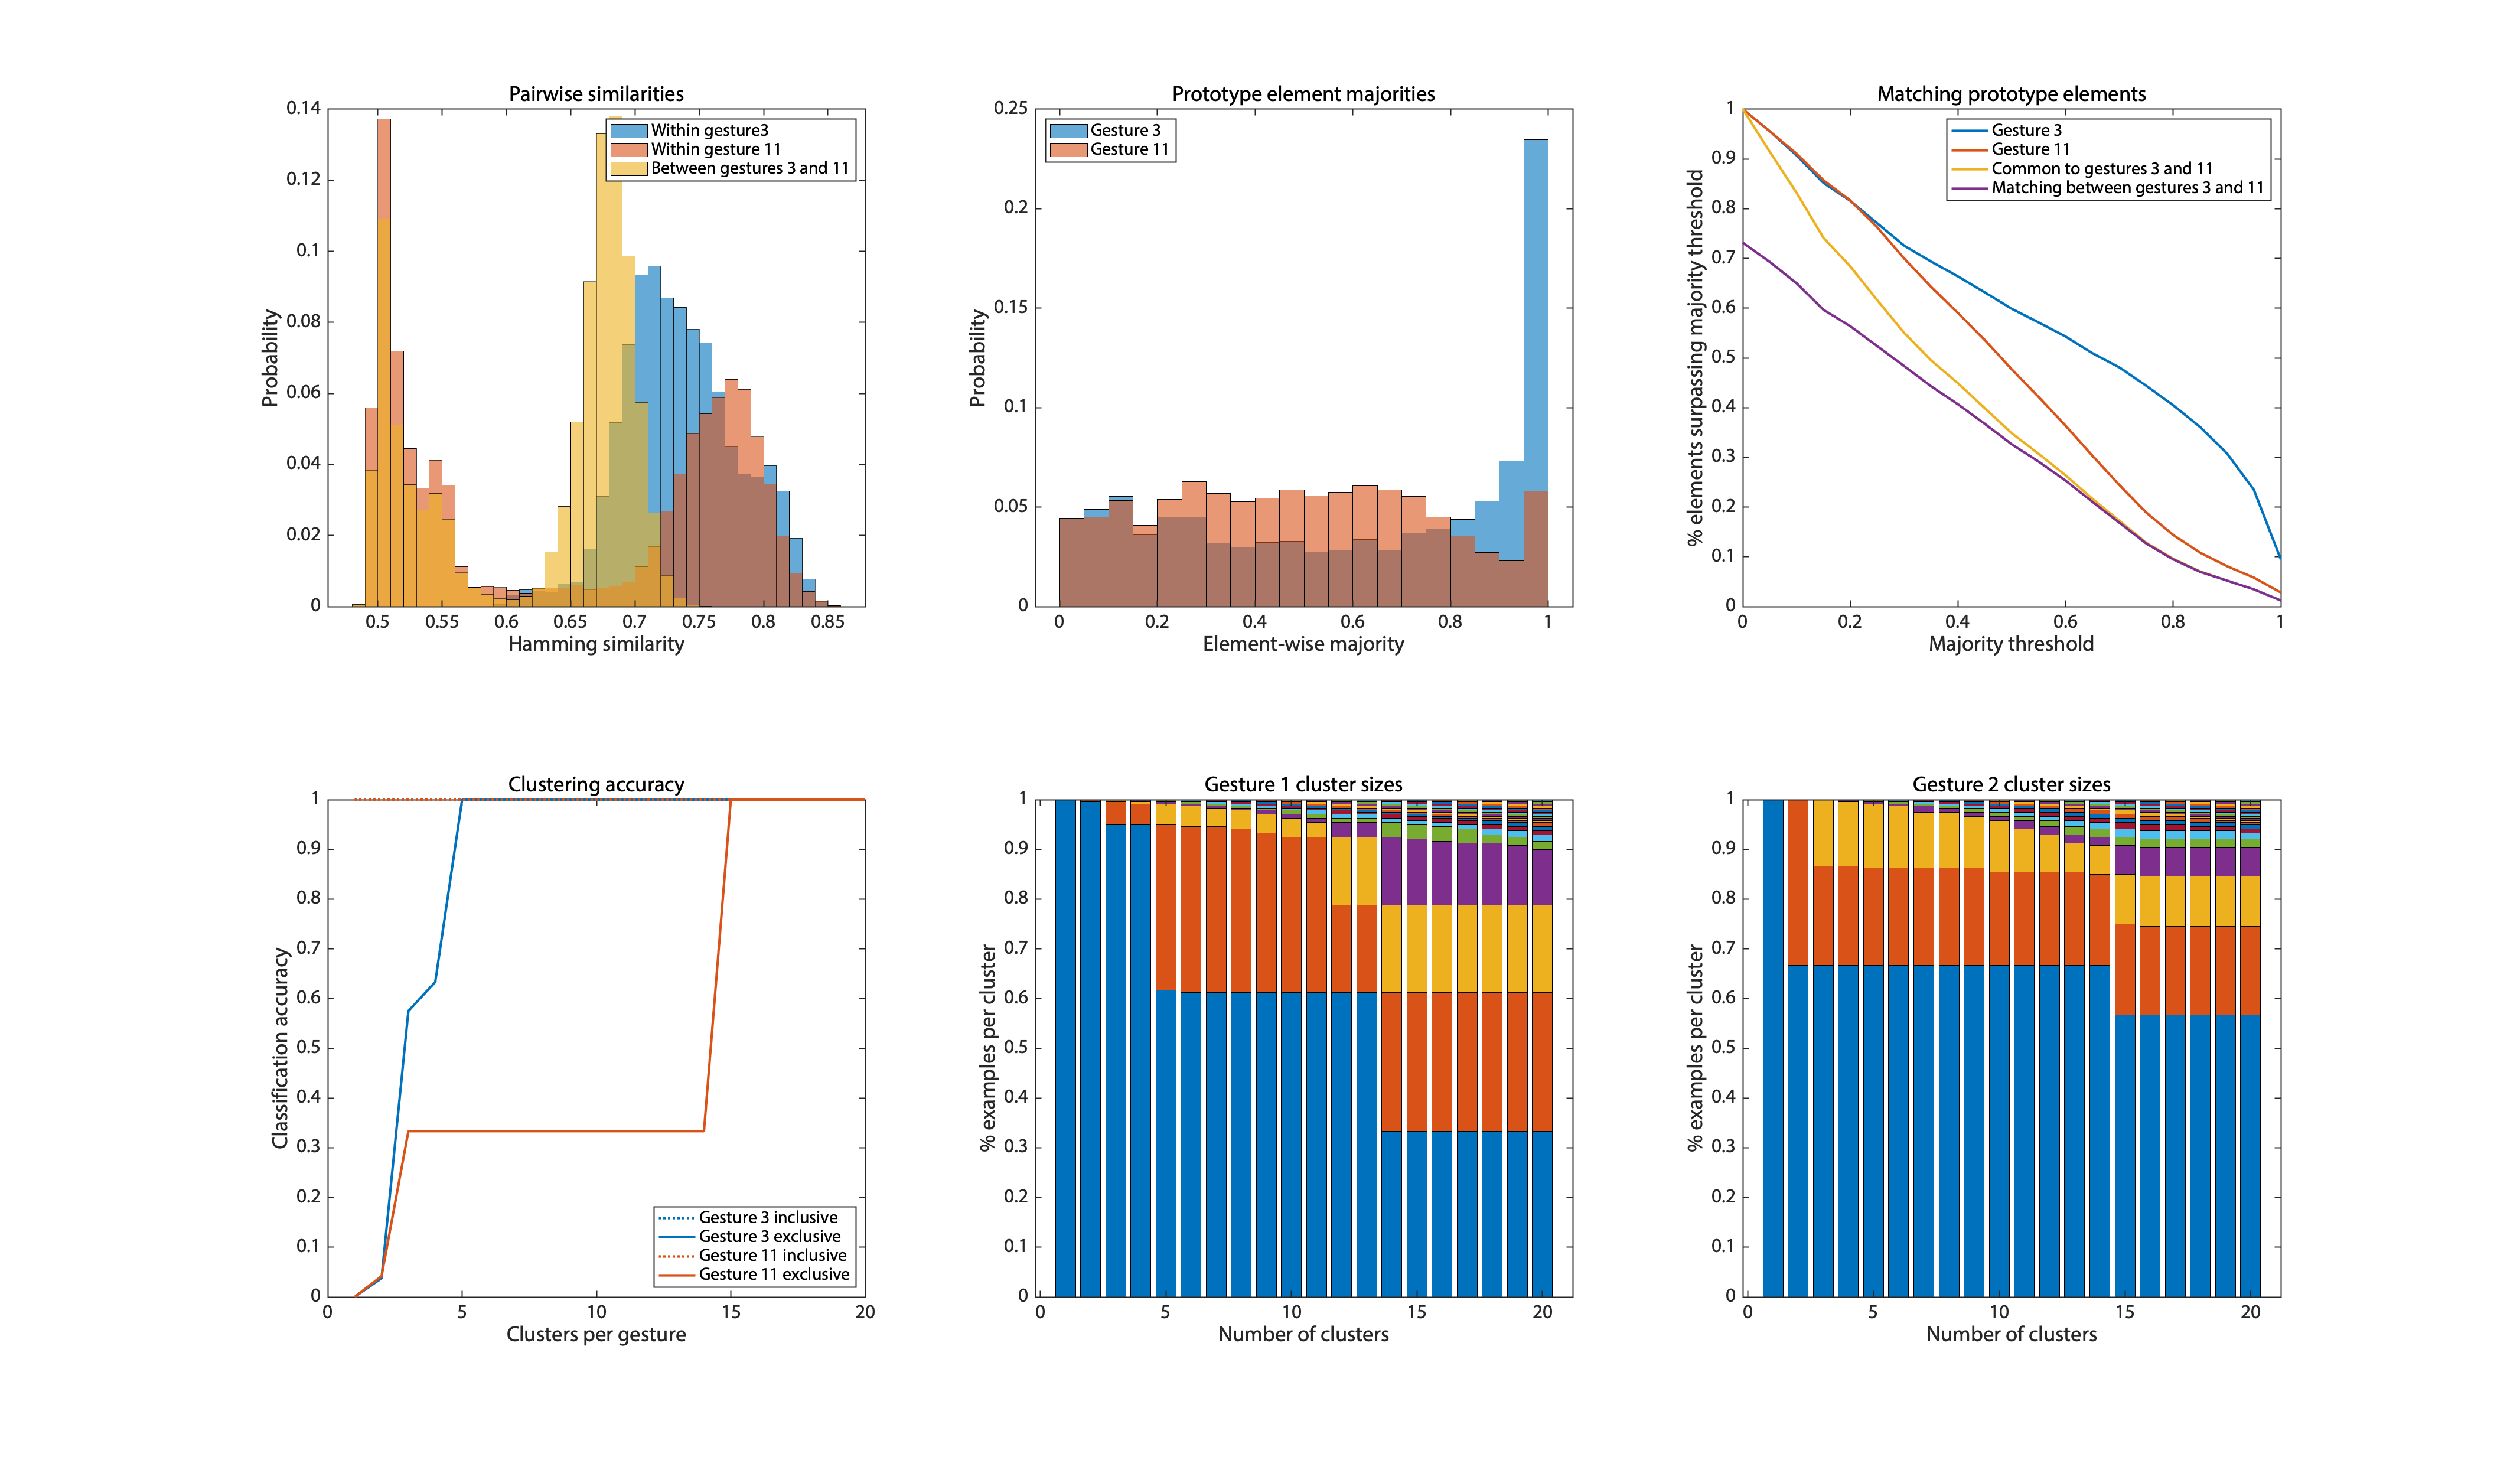 Pairwise similarities
0.14
0.12
0.1
0.08
0.06
0.04
0.02
0
Probability
Within gesture3
Within gesture 11
Between gestures 3 and 11
0.5 0.55 0.6 0.65 0.7 0.75 0.8 0.85
Hamming similarity
Prototype element majorities
0.25
0.2
0.15
0.1
0.05
0
Probability
Gesture 3
Gesture 11
0 0.2 0.4 0.6 0.8 1
Element-wise majority
Matching prototype elements
1
0.9
0.8
0.7
0.6
0.5
0.4
0.3
0.2
0.1
0
% elements surpassing majority threshold
Gesture 3
Gesture 11
Common to gestures 3 and 11
Matching between gestures 3 and 11
0 0.2 0.4 0.6 0.8 1
Majority threshold
Clustering accuracy
1
0.9
0.8
0.7
0.6
0.5
0.4
0.3
0.2
0.1
0
Classification accuracy
Gesture 3 inclusive
Gesture 3 exclusive
Gesture 11 inclusive
Gesture 11 exclusive
0 5 10 15 20
Clusters per gesture
Gesture 1 cluster sizes
1
0.9
0.8
0.7
0.6
0.5
0.4
0.3
0.2
0.1
0
% examples per cluster
0 5 10 15 20
Number of clusters
Gesture 2 cluster sizes
1
0.9
0.8
0.7
0.6
0.5
0.4
0.3
0.2
0.1
0
% examples per cluster
0 5 10 15 20
Number of clusters